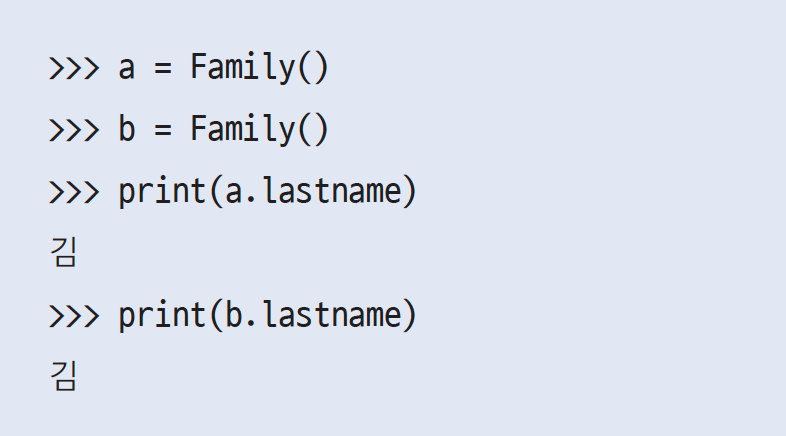 >>> a = Family()
>>> b = Family()
>>> print(a.lastname)
김
>>> print(b.lastname)
김